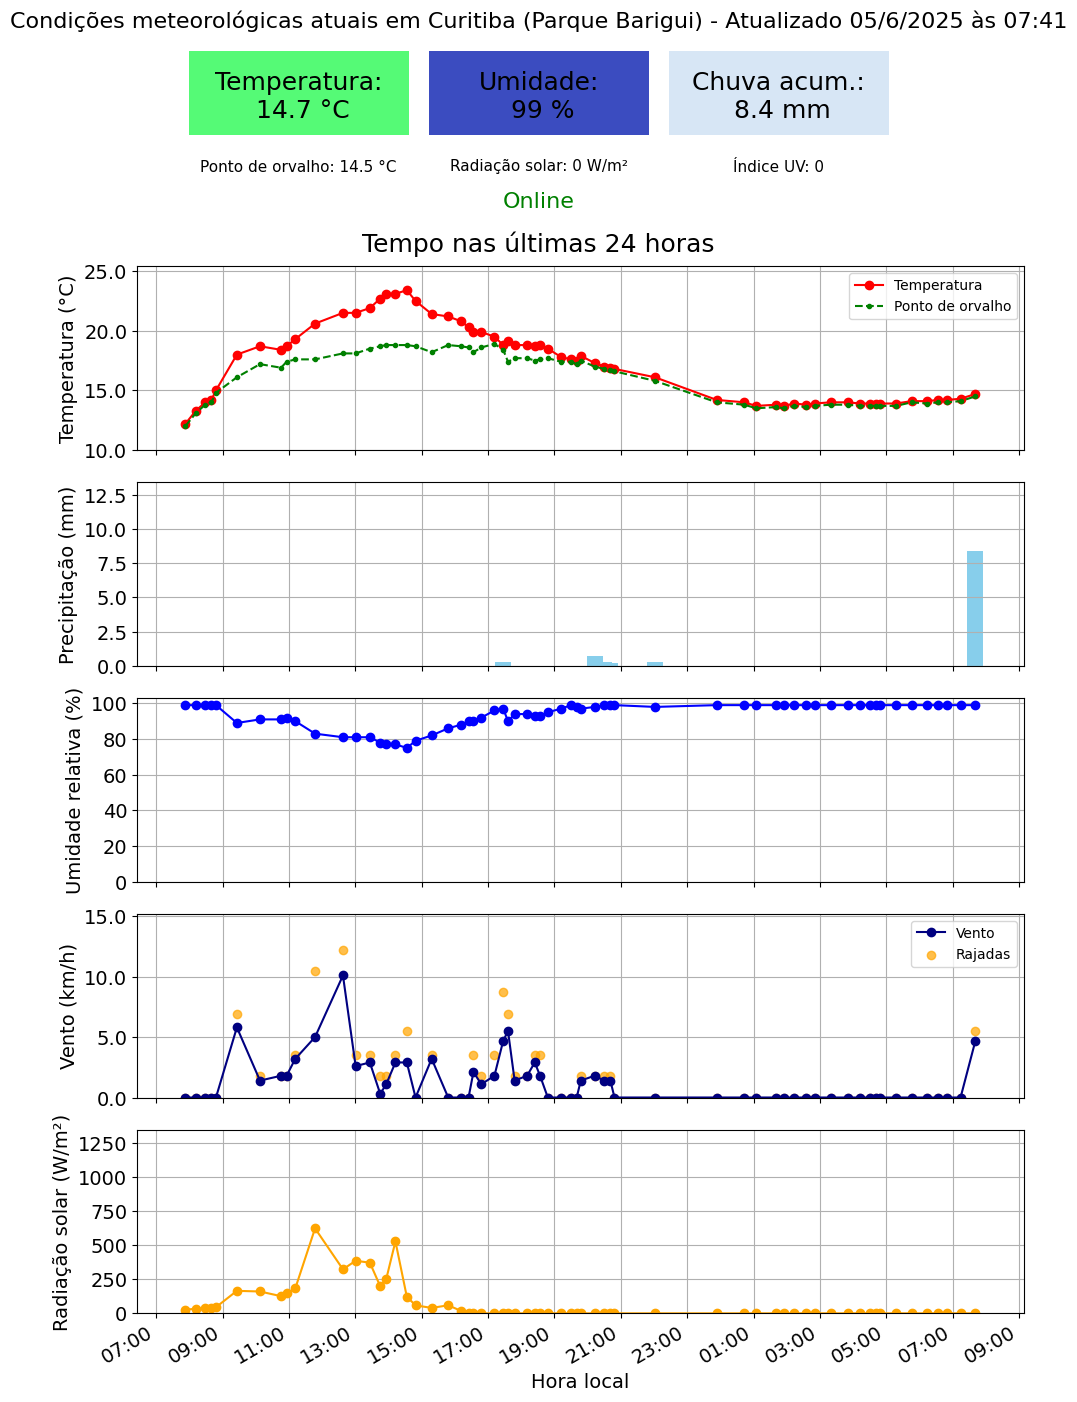 Condições meteorológicas atuais em Curitiba (Parque Barigui) - Atualizado 05/6/2025 às 07:41
Temperatura:
14.7 °C
Umidade:
99 %
Chuva acum.:
8.4 mm
Ponto de orvalho: 14.5 °C
Radiação solar: 0 W/m²
Índice UV: 0
Online
Tempo nas últimas 24 horas
Temperatura (°C)
25.0
20.0
15.0
10.0
Temperatura
Ponto de orvalho
Precipitação (mm)
12.5
10.0
7.5
5.0
2.5
0.0
Umidade relativa (%)
100
80
60
40
20
0
Vento (km/h)
15.0
10.0
5.0
0.0
Vento
Rajadas
Radiação solar (W/m²)
1250
1000
750
500
250
0
07:00
09:00
11:00
13:00
15:00
17:00
19:00
21:00
23:00
01:00
03:00
05:00
07:00
09:00
Hora local